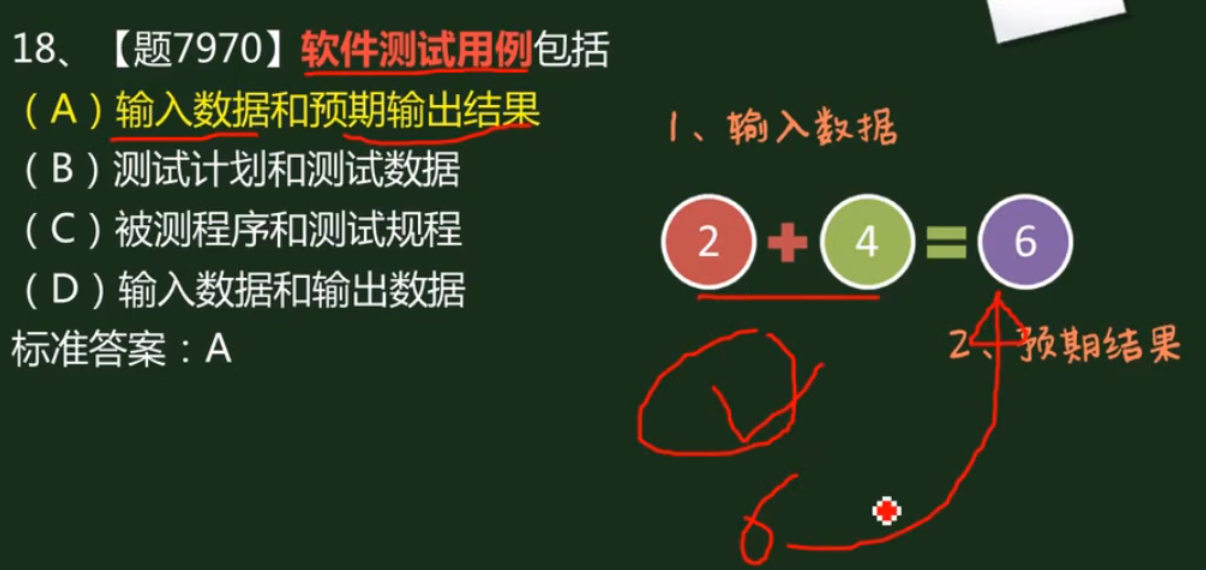 18、【题7970】软件测试用例包括
（A）输入数据和预期输出结果
（B）测试计划和测试数据
（C）被测程序和测试规程
（D）输入数据和输出数据
标准答案：A
1、输入数据
2 + 4 = 6
2、预期结果
6